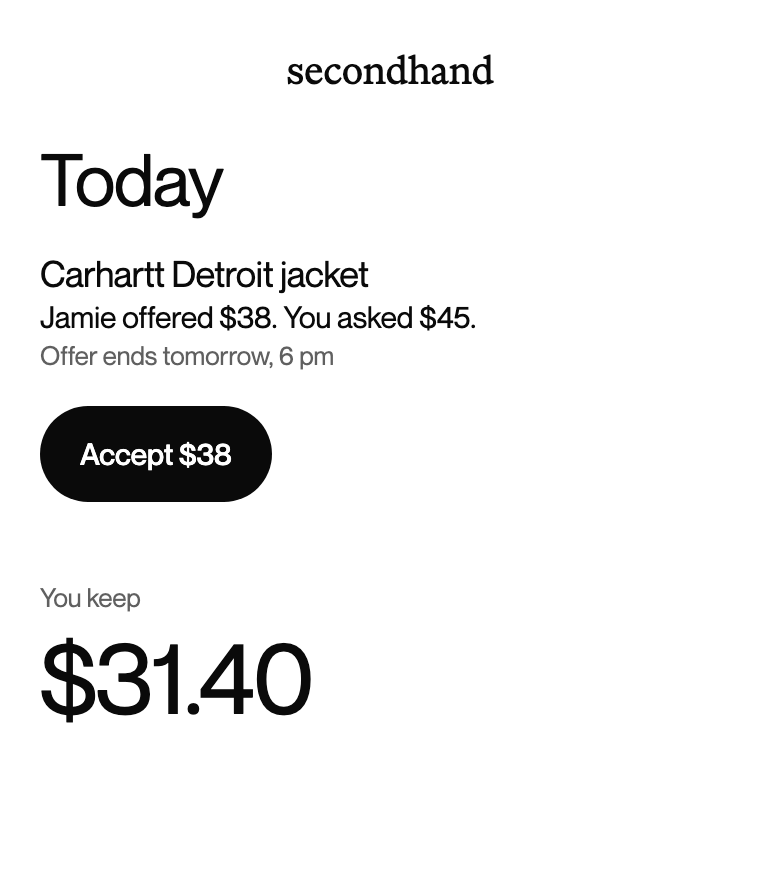 secondhand
Today
Carhartt Detroit jacket
Jamie offered $38. You asked $45.
Offer ends tomorrow, 6 pm
Accept $38
You keep
$31.40